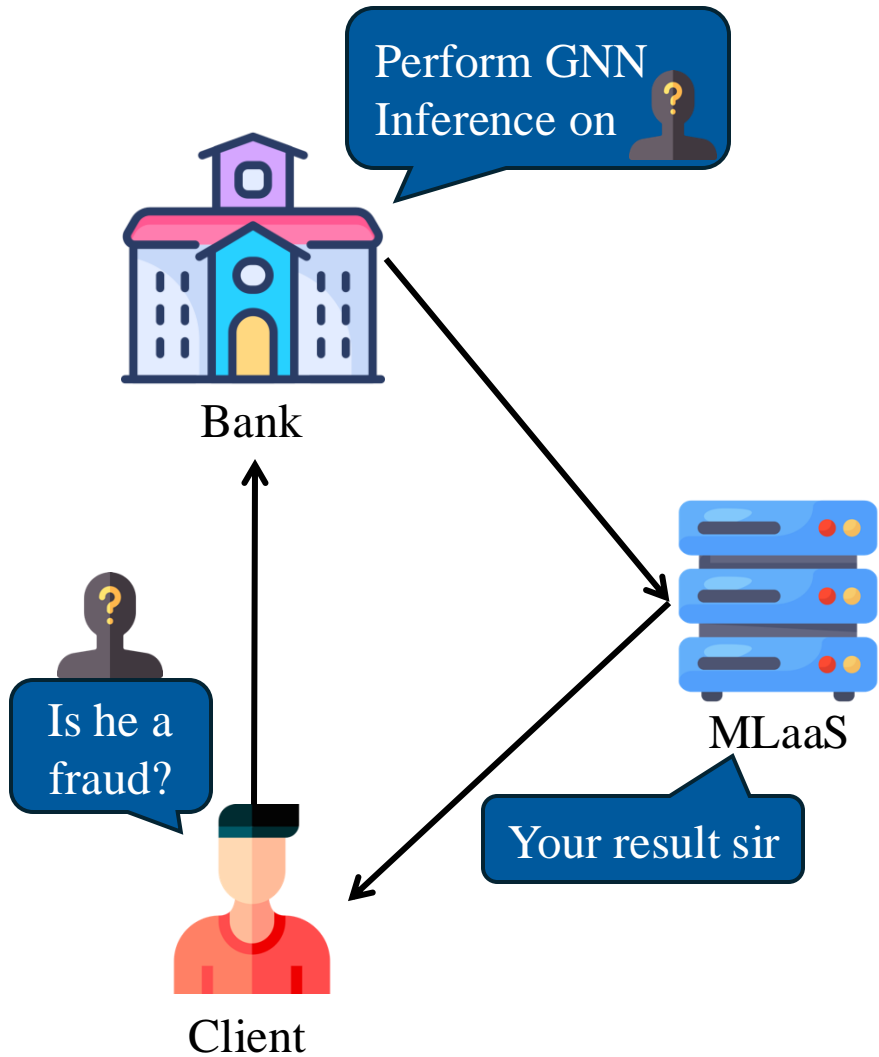 Perform GNN
Inference on
Bank
Is he a
fraud?
MLaaS
Your result sir
Client